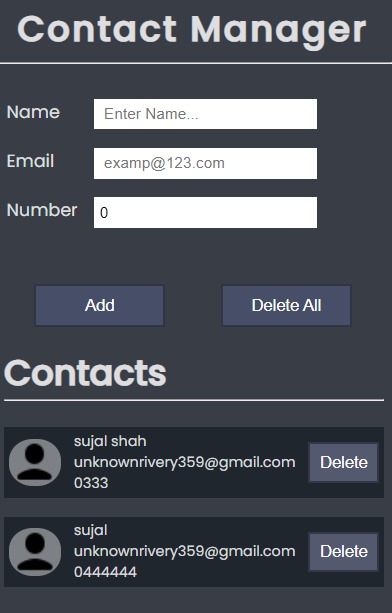 Contact Manager
Name
Enter Name...
Email
examp@123.com
Number
0
Add
Delete All
Contacts
sujal shah
unknownrivery359@gmail.com
0333
Delete
sujal
unknownrivery359@gmail.com
0444444
Delete